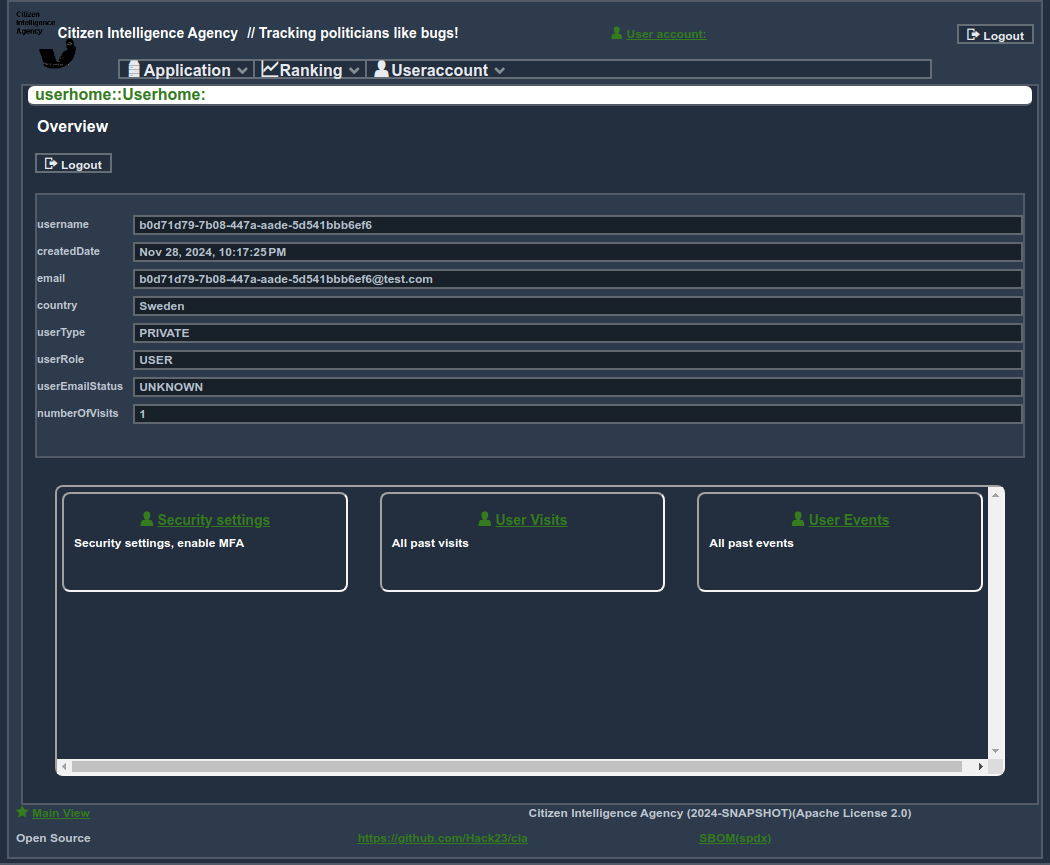 Citizen
Intelligence
Agency
Citizen Intelligence Agency // Tracking politicians like bugs!
User account:
Logout
Application Ranking Useraccount
userhome::Userhome:
Overview
Logout
username b0d71d79-7b08-447a-aade-5d541bbb6ef6
createdDate Nov 28, 2024, 10:17:25 PM
email b0d71d79-7b08-447a-aade-5d541bbb6ef6@test.com
country Sweden
userType PRIVATE
userRole USER
userEmailStatus UNKNOWN
numberOfVisits 1
Security settings User Visits User Events
Security settings, enable MFA All past visits All past events
Main View Citizen Intelligence Agency (2024-SNAPSHOT)(Apache License 2.0)
Open Source https://github.com/Hack23/cia SBOM(spdx)